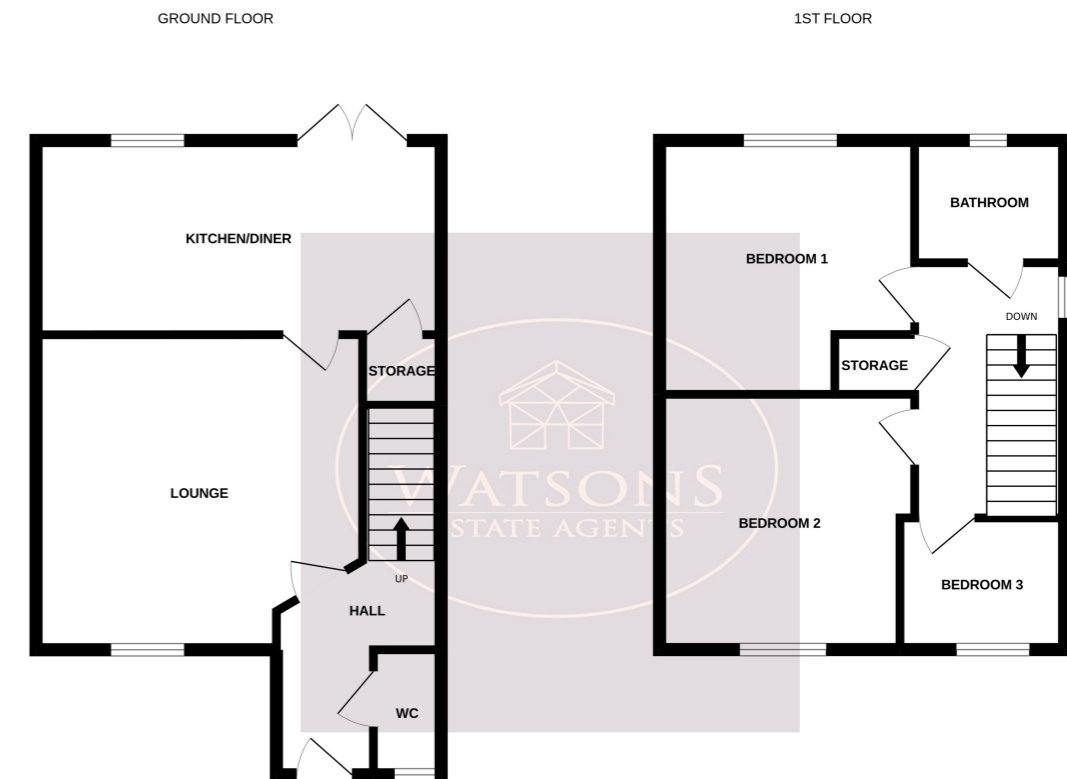 GROUND FLOOR
1ST FLOOR
KITCHEN/DINER
STORAGE
LOUNGE
UP
HALL
WC
BATHROOM
BEDROOM 1
DOWN
STORAGE
BEDROOM 2
BEDROOM 3
WATSONS
ESTATE AGENTS